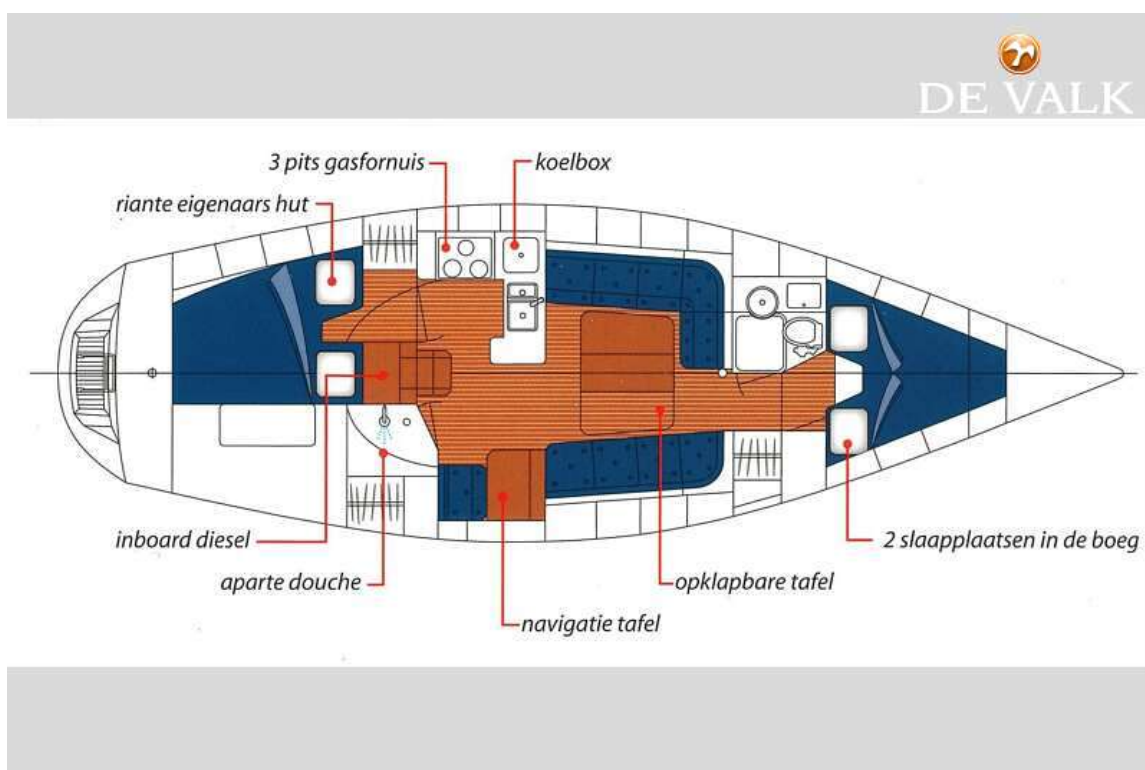 DE VALK
3 pits gasfornuis
koelbox
riante eigenaars hut
inboard diesel
2 slaapplaatsen in de boeg
aparte douche
opklapbare tafel
navigatie tafel